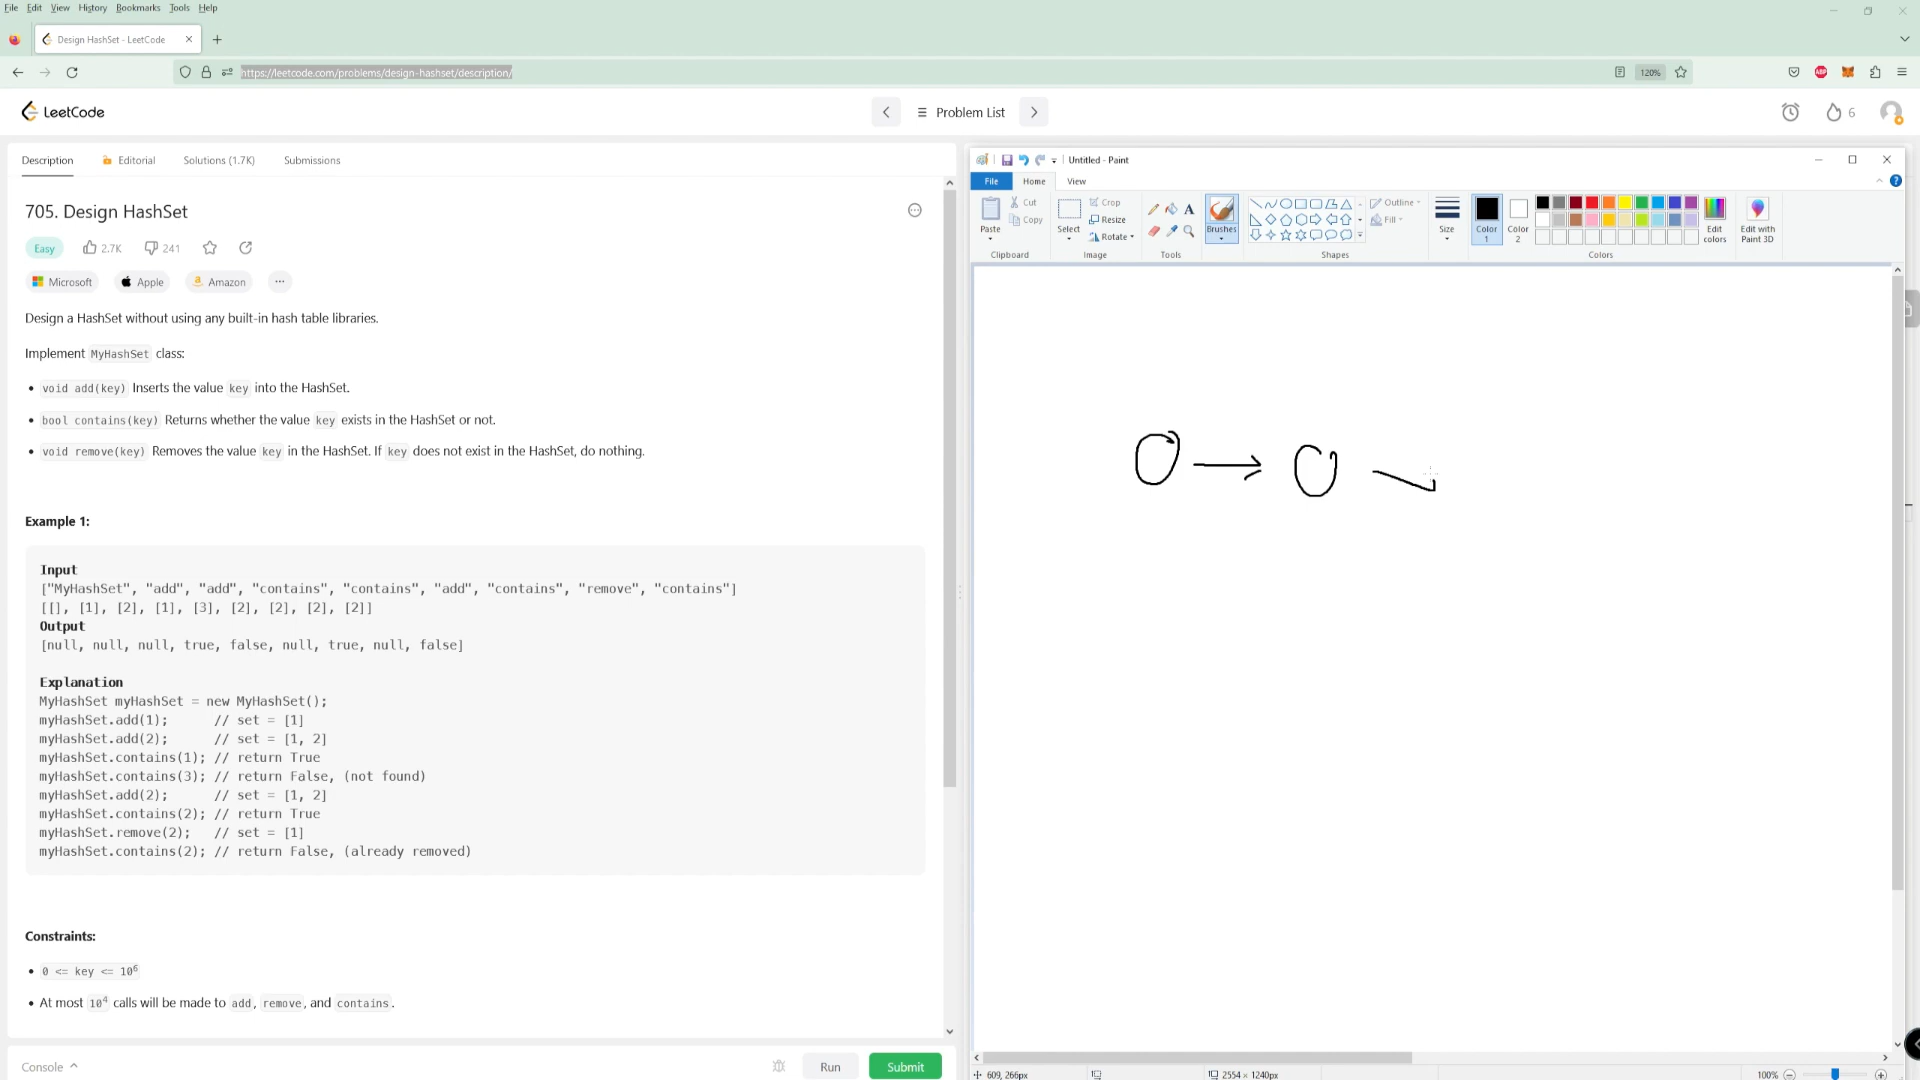 File Edit View History Bookmarks Tools Help
Design HashSet - LeetCode
https://leetcode.com/problems/design-hashset/description/
120%
LeetCode
Problem List
6
Description Editorial Solutions (1.7K) Submissions
705. Design HashSet
Easy 2.7K 241
Microsoft Apple Amazon ...
Design a HashSet without using any built-in hash table libraries.
Implement MyHashSet class:
• void add(key) Inserts the value key into the HashSet.
• bool contains(key) Returns whether the value key exists in the HashSet or not.
• void remove(key) Removes the value key in the HashSet. If key does not exist in the HashSet, do nothing.
Example 1:
Input
["MyHashSet", "add", "add", "contains", "contains", "add", "contains", "remove", "contains"]
[[], [1], [2], [1], [3], [2], [2], [2], [2]]
Output
[null, null, null, true, false, null, true, null, false]
Explanation
MyHashSet myHashSet = new MyHashSet();
myHashSet.add(1); // set = [1]
myHashSet.add(2); // set = [1, 2]
myHashSet.contains(1); // return True
myHashSet.contains(3); // return False, (not found)
myHashSet.add(2); // set = [1, 2]
myHashSet.contains(2); // return True
myHashSet.remove(2); // set = [1]
myHashSet.contains(2); // return False, (already removed)
Constraints:
• 0 <= key <= 10⁶
• At most 10⁴ calls will be made to add, remove, and contains.
Console
Run
Submit
Untitled - Paint
File Home View
Paste
Cut
Copy
Clipboard
Select
Crop
Resize
Rotate
Image
A
Tools
Brushes
Outline
Fill
Shapes
Size
Color 1
Color 2
Edit colors
Edit with Paint 3D
Colors
609, 266px
2554 × 1240px
100%